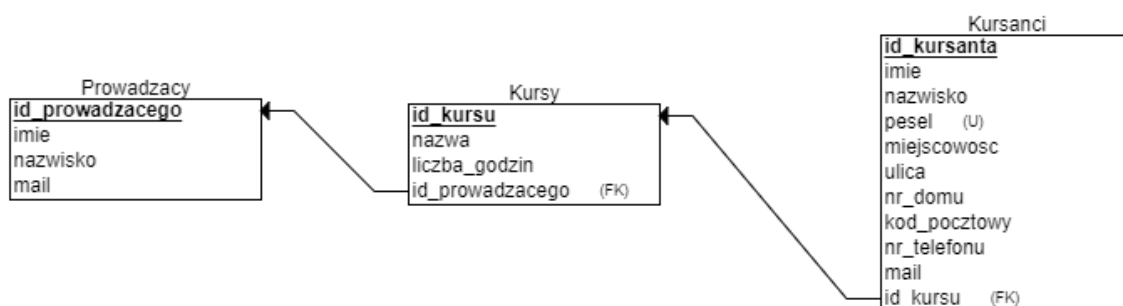 Prowadzacy
id_prowadzacego
imie
nazwisko
mail
Kursy
id_kursu
nazwa
liczba_godzin
id_prowadzacego (FK)
Kursanci
id_kursanta
imie
nazwisko
pesel (U)
miejscowosc
ulica
nr_domu
kod_pocztowy
nr_telefonu
mail
id_kursu (FK)